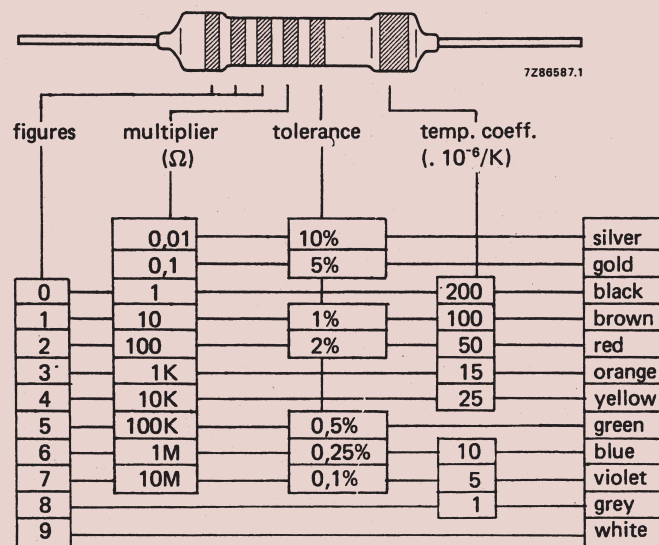 7Z86587.1
figures multiplier tolerance temp. coeff.
(Ω) (. 10⁻⁶/K)
0,01 10% silver
0,1 5% gold
0 1 200 black
1 10 1% 100 brown
2 100 2% 50 red
3 1K 15 orange
4 10K 25 yellow
5 100K 0,5% green
6 1M 0,25% 10 blue
7 10M 0,1% 5 violet
8 1 grey
9 white